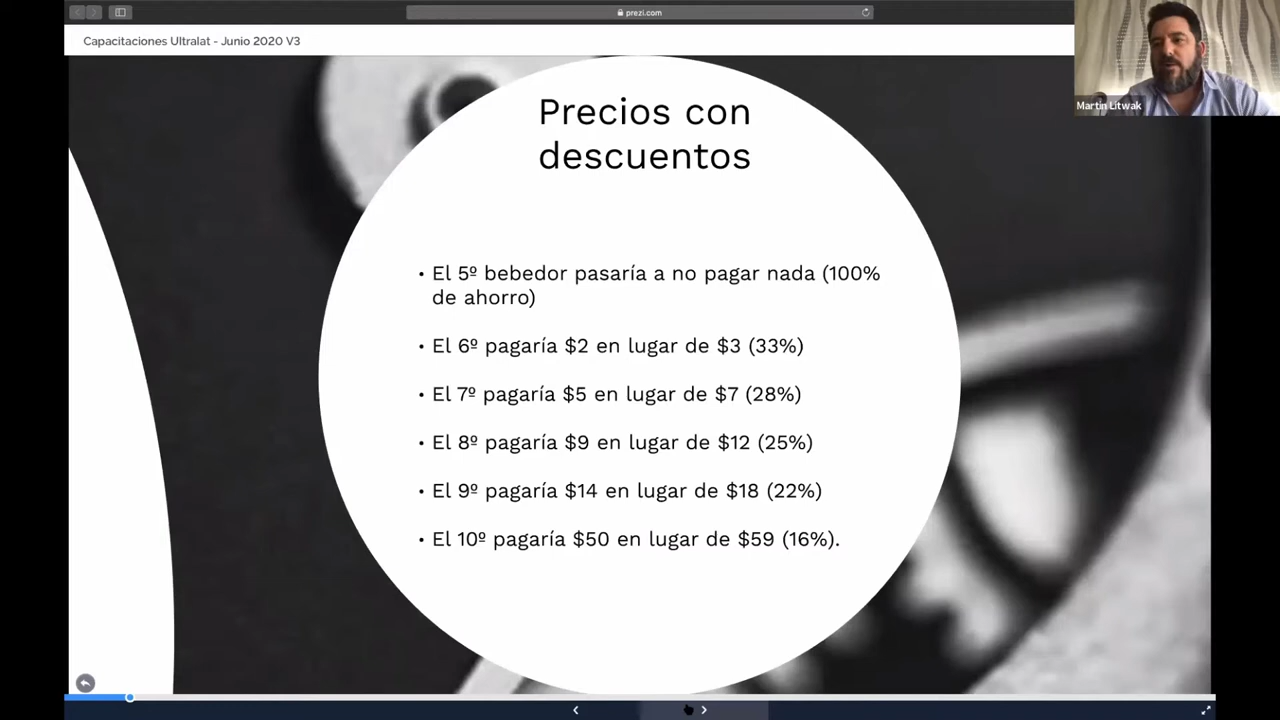 prezi.com
Capacitaciones Ultralat - Junio 2020 V3
Martin Litwak
Precios con
descuentos
• El 5º bebedor pasaría a no pagar nada (100%
de ahorro)
• El 6º pagaría $2 en lugar de $3 (33%)
• El 7º pagaría $5 en lugar de $7 (28%)
• El 8º pagaría $9 en lugar de $12 (25%)
• El 9º pagaría $14 en lugar de $18 (22%)
• El 10º pagaría $50 en lugar de $59 (16%).